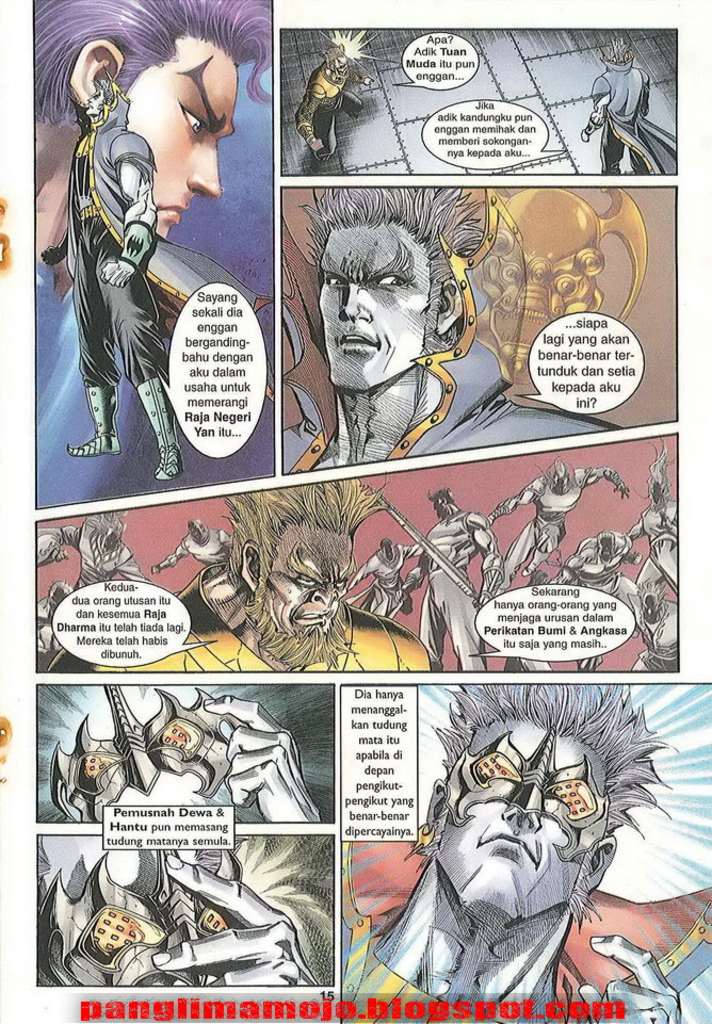 Apa?
Adik Tuan
Muda itu pun
enggan...
Jika
adik kandungku pun
enggan memihak dan
memberi sokongan-
nya kepada aku...
Sayang
sekali dia
enggan
berganding-
bahu dengan
aku dalam
usaha untuk
memerangi
Raja Negeri
Yan itu...
...siapa
lagi yang akan
benar-benar ter-
tunduk dan setia
kepada aku
ini?
Kedua-
dua orang utusan itu
dan kesemua Raja
Dharma itu telah tiada lagi.
Mereka telah habis
dibunuh.
Sekarang
hanya orang-orang yang
menjaga urusan dalam
Perikatan Bumi & Angkasa
itu saja yang masih..
Pemusnah Dewa &
Hantu pun memasang
tudung matanya semula.
Dia hanya
menanggal-
kan tudung
mata itu
apabila di
depan
pengikut-
pengikut yang
benar-benar
dipercayainya.
15
panglimamojo.blogspot.com